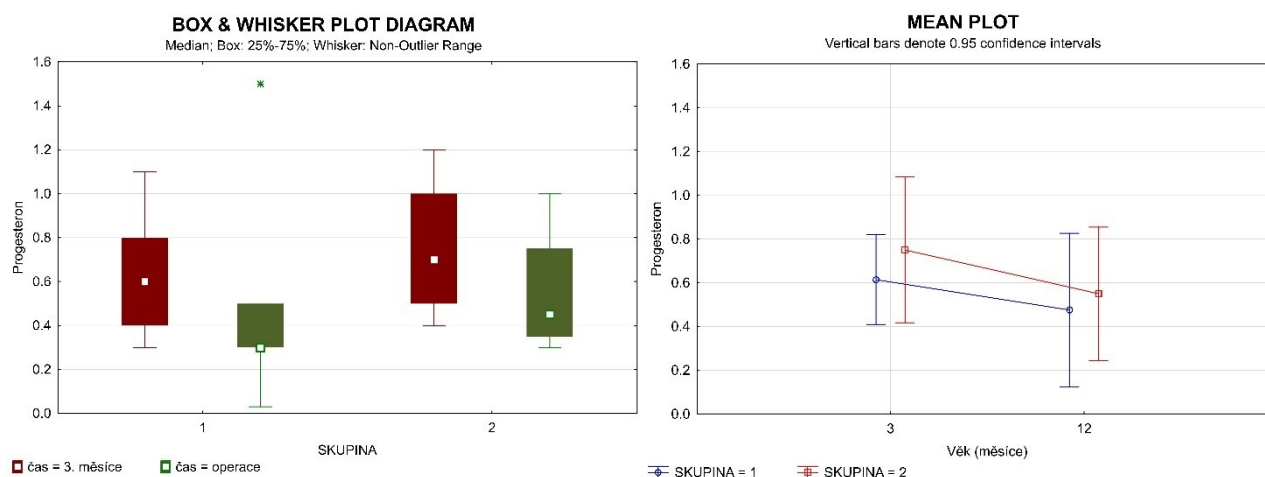 BOX & WHISKER PLOT DIAGRAM
Median; Box: 25%-75%; Whisker: Non-Outlier Range
1.6
1.4
1.2
1.0
0.8
0.6
0.4
0.2
0.0
Progesteron
1
2
SKUPINA
čas = 3. měsíce
čas = operace
MEAN PLOT
Vertical bars denote 0.95 confidence intervals
1.6
1.4
1.2
1.0
0.8
0.6
0.4
0.2
0.0
Progesteron
3
12
Věk (měsíce)
SKUPINA = 1
SKUPINA = 2